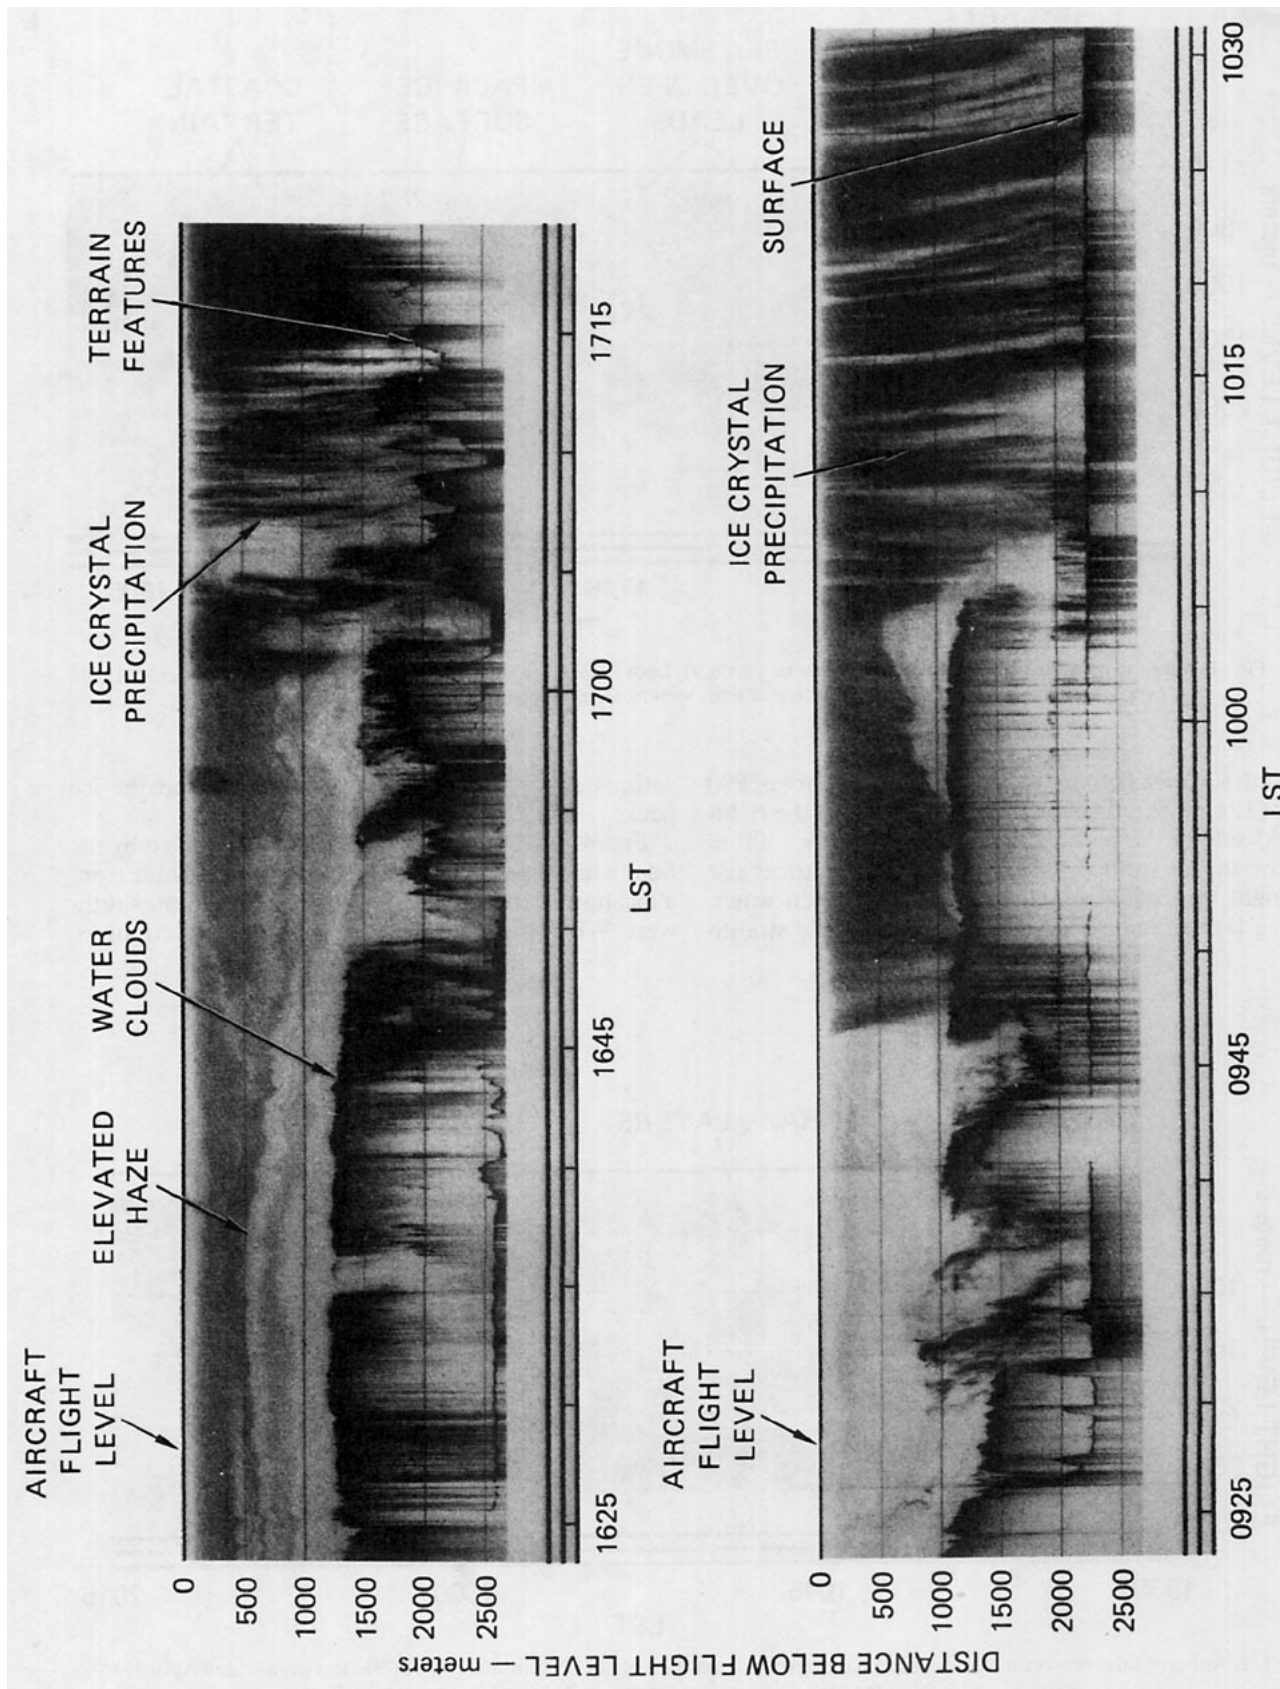 AIRCRAFT
FLIGHT
LEVEL
ELEVATED
HAZE
WATER
CLOUDS
ICE CRYSTAL
PRECIPITATION
TERRAIN
FEATURES
0
500
1000
1500
2000
2500
1625
1645
1700
1715
LST
AIRCRAFT
FLIGHT
LEVEL
ICE CRYSTAL
PRECIPITATION
SURFACE
0
500
1000
1500
2000
2500
0925
0945
1000
1015
1030
LST
DISTANCE BELOW FLIGHT LEVEL — meters